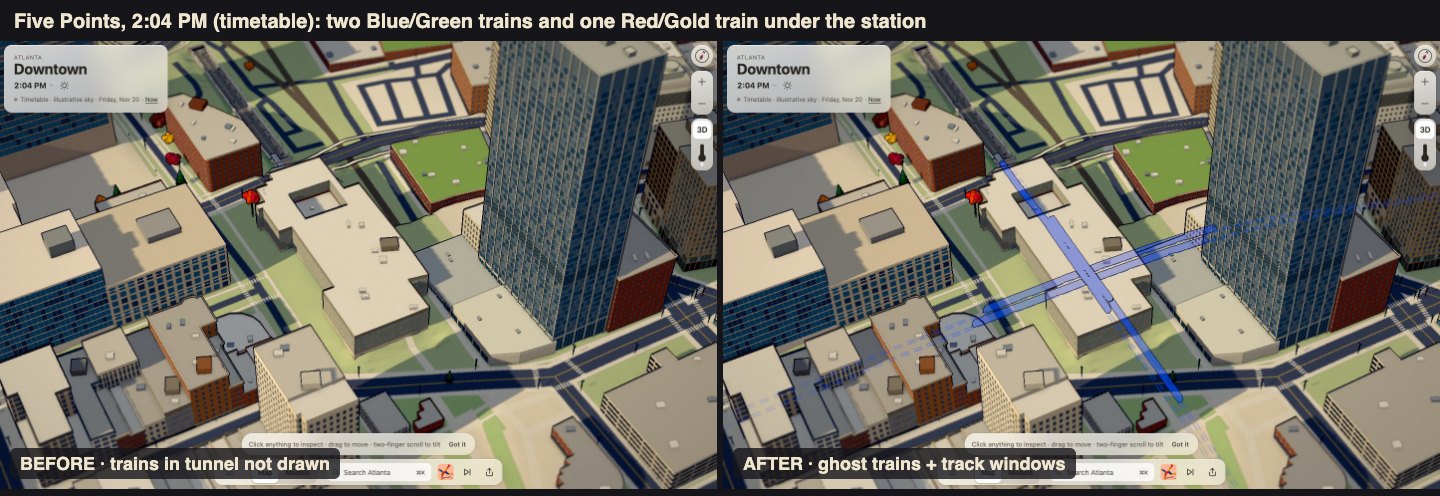 Five Points, 2:04 PM (timetable): two Blue/Green trains and one Red/Gold train under the station
ATLANTA
Downtown
2:04 PM
Timetable · Illustrative sky · Friday, Nov 20 · Now
+
−
3D
Click anything to inspect · drag to move · two-finger scroll to tilt Got it
BEFORE · trains in tunnel not drawn
Search Atlanta ⌘K
ATLANTA
Downtown
2:04 PM
Timetable · Illustrative sky · Friday, Nov 20 · Now
+
−
3D
Click anything to inspect · drag to move · two-finger scroll to tilt Got it
AFTER · ghost trains + track windows
Search Atlanta ⌘K